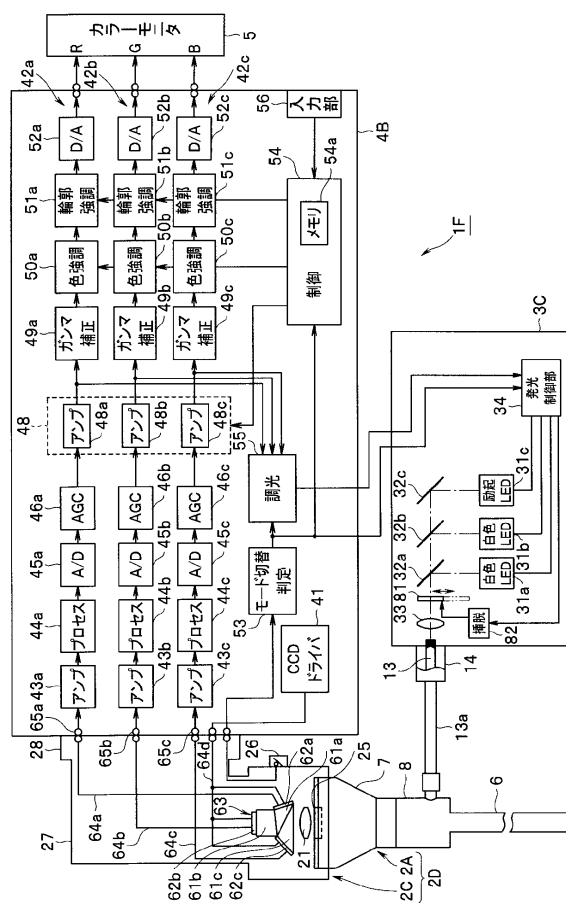 カラーモニタ
R
G
B
5
42a
42b
42c
52a
D/A
52b
D/A
52c
D/A
51a
輪郭強調
51b
輪郭強調
51c
輪郭強調
50a
色強調
50b
色強調
50c
色強調
49a
ガンマ補正
49b
ガンマ補正
49c
ガンマ補正
48
アンプ
48a
アンプ
48b
アンプ
48c
46a
AGC
46b
AGC
46c
AGC
45a
A/D
45b
A/D
45c
A/D
44a
プロセス
44b
プロセス
44c
プロセス
43a
アンプ
43b
アンプ
43c
アンプ
65a
65b
65c
56
入力部
4B
54
54a
メモリ
制御
55
調光
モード切替判定
53
CCDドライバ
41
28
27
64a
64b
64c
64d
26
62a
61a
25
63
62b
61b
61c
62c
21
7
8
6
2C
2A
2D
1F
3C
発光制御部
34
32c
32b
32a
81
33
励起LED
31c
白色LED
31b
白色LED
31a
挿脱
82
13
14
13a